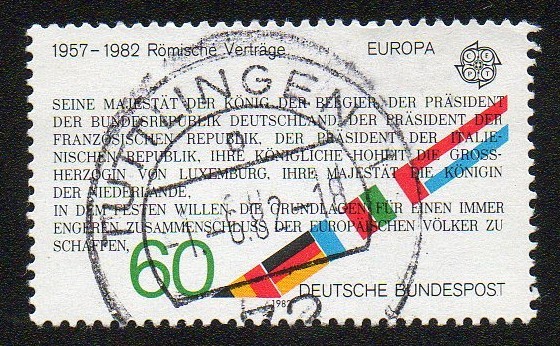 1957-1982 Römische Verträge
EUROPA
CEPT
SEINE MAJESTÄT DER KÖNIG DER BELGIER, DER PRÄSIDENT
DER BUNDESREPUBLIK DEUTSCHLAND, DER PRÄSIDENT DER
FRANZÖSISCHEN REPUBLIK, DER PRÄSIDENT DER ITALIE-
NISCHEN REPUBLIK, IHRE KÖNIGLICHE HOHEIT DIE GROSS-
HERZOGIN VON LUXEMBURG, IHRE MAJESTÄT DIE KÖNIGIN
DER NIEDERLANDE,
IN DEM FESTEN WILLEN, DIE GRUNDLAGEN FÜR EINEN IMMER
ENGEREN ZUSAMMENSCHLUSS DER EUROPÄISCHEN VÖLKER ZU
SCHAFFEN,
60
1982
DEUTSCHE BUNDESPOST
TUTTLINGEN